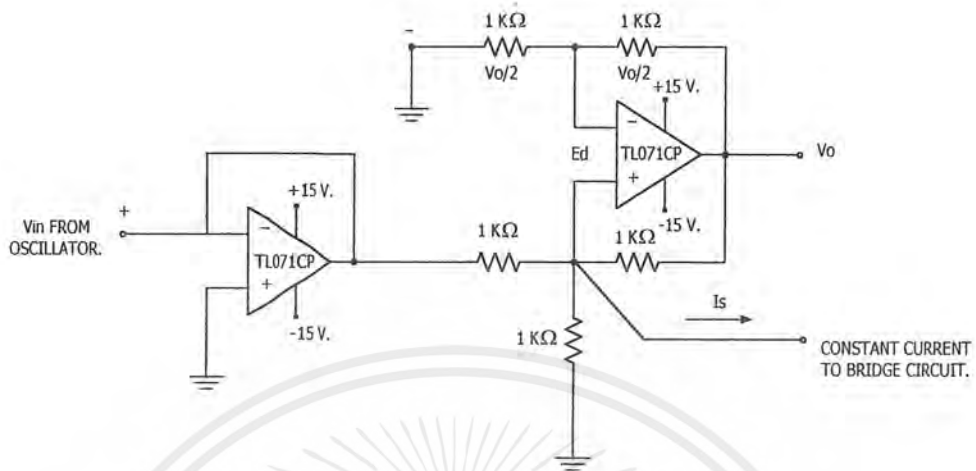 1 KΩ
1 KΩ
-
Vo/2
Vo/2
+15 V.
-
Ed
TL071CP
Vo
+
-15 V.
+
+15 V.
Vin FROM
OSCILLATOR.
-
TL071CP
1 KΩ
1 KΩ
+
-15 V.
Is
1 KΩ
CONSTANT CURRENT
TO BRIDGE CIRCUIT.